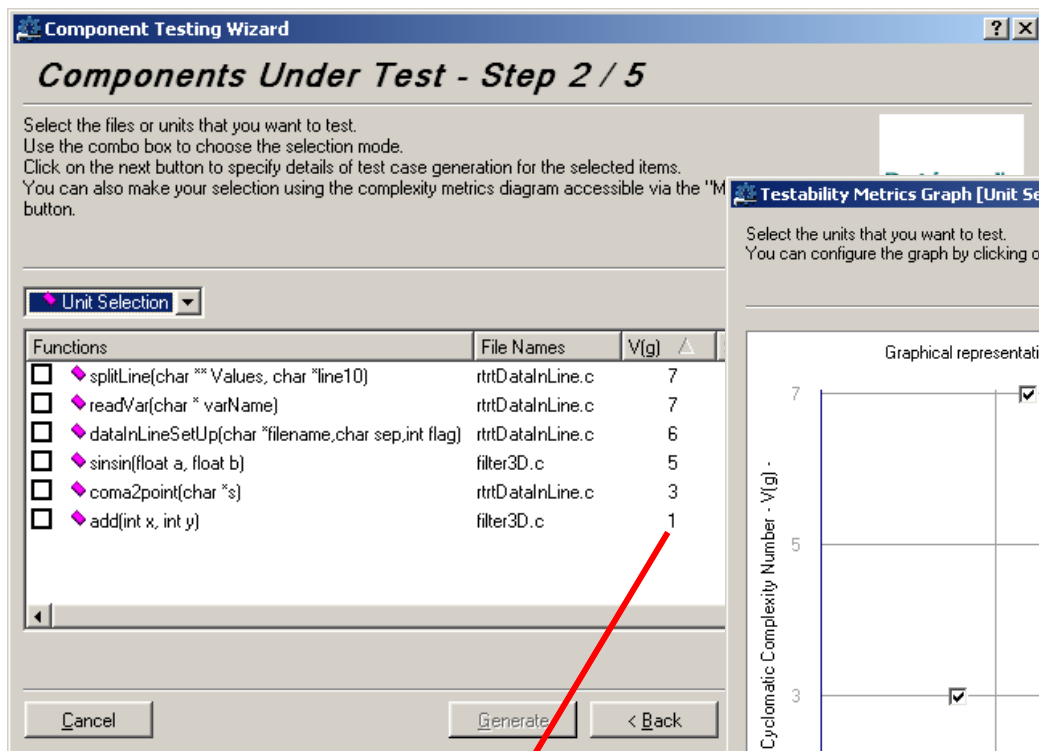 Component Testing Wizard
Components Under Test - Step 2 / 5
Select the files or units that you want to test.
Use the combo box to choose the selection mode.
Click on the next button to specify details of test case generation for the selected items.
You can also make your selection using the complexity metrics diagram accessible via the "M
button.
Unit Selection
Functions File Names V(g)
splitLine(char ** Values, char *line10) rtrtDataInLine.c 7
readVar(char * varName) rtrtDataInLine.c 7
dataInLineSetUp(char *filename,char sep,int flag) rtrtDataInLine.c 6
sinsin(float a, float b) filter3D.c 5
coma2point(char *s) rtrtDataInLine.c 3
add(int x, int y) filter3D.c 1
Cancel Generate < Back
Testability Metrics Graph [Unit Se
Select the units that you want to test.
You can configure the graph by clicking o
Graphical representati
7
5
3
Cyclomatic Complexity Number - V(g) -